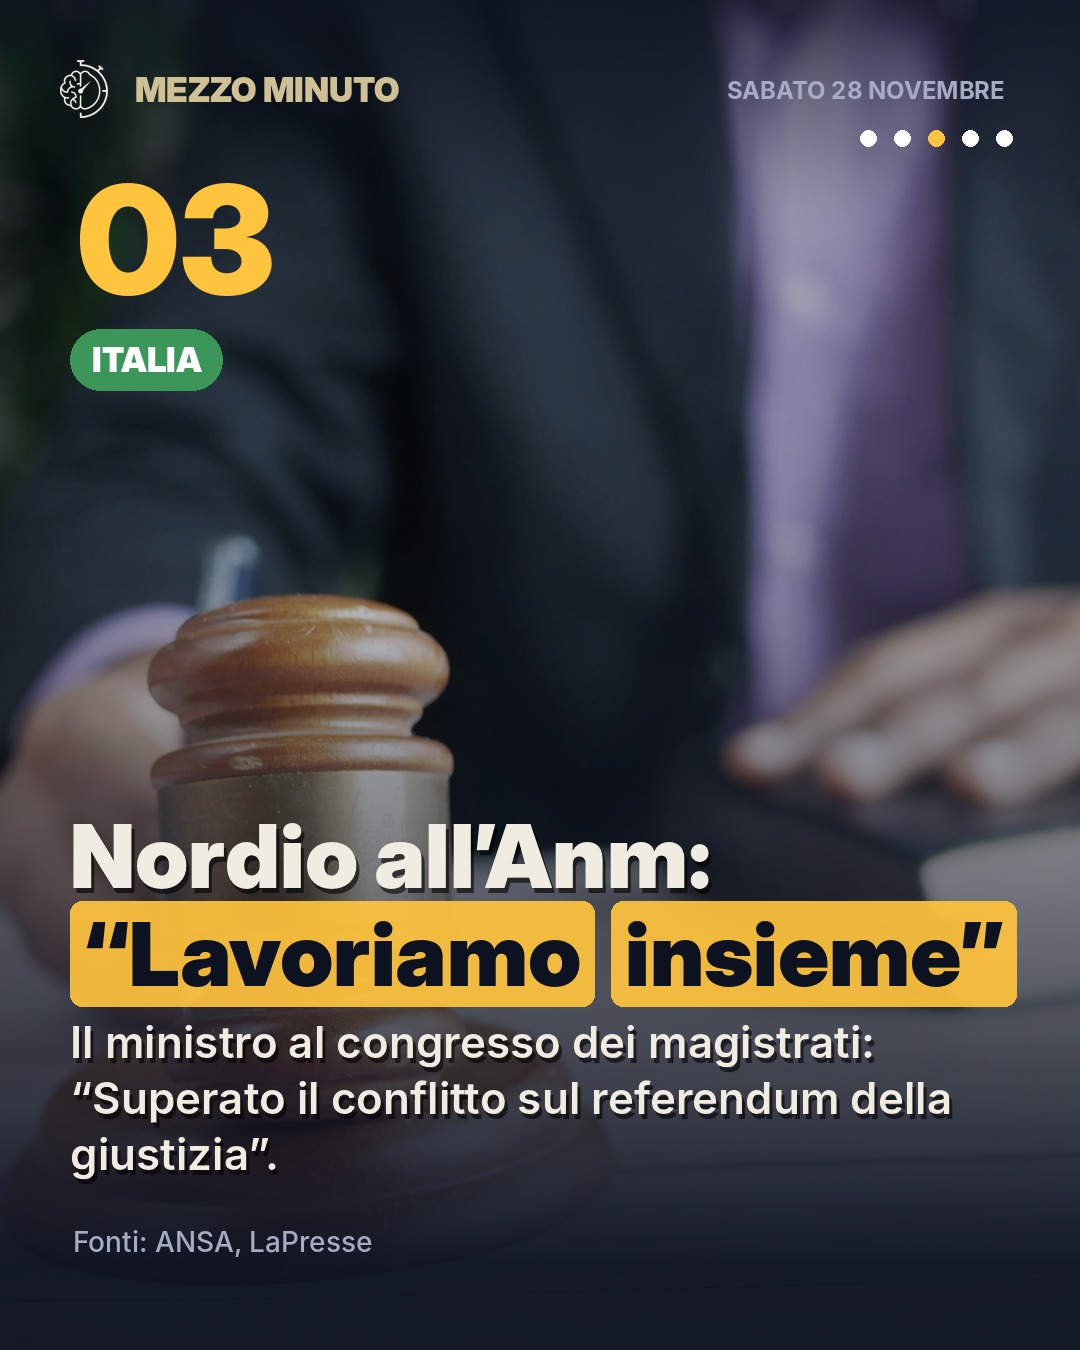 MEZZO MINUTO
SABATO 28 NOVEMBRE
03
ITALIA
Nordio all’Anm:
“Lavoriamo insieme”
Il ministro al congresso dei magistrati:
“Superato il conflitto sul referendum della
giustizia”.
Fonti: ANSA, LaPresse